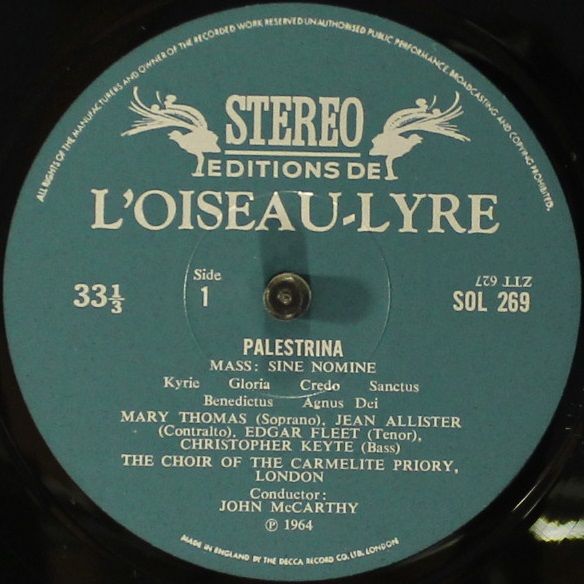 ALL RIGHTS OF THE MANUFACTURERS AND OWNER OF THE RECORDED WORK RESERVED UNAUTHORISED PUBLIC PERFORMANCE, BROADCASTING AND COPYING PROHIBITED.
STEREO
EDITIONS DE
L'OISEAU-LYRE
33⅓
Side
1
ZTT 627
SOL 269
PALESTRINA
MASS: SINE NOMINE
Kyrie Gloria Credo Sanctus
Benedictus Agnus Dei
MARY THOMAS (Soprano), JEAN ALLISTER
(Contralto), EDGAR FLEET (Tenor),
CHRISTOPHER KEYTE (Bass)
THE CHOIR OF THE CARMELITE PRIORY,
LONDON
Conductor:
JOHN McCARTHY
℗ 1964
MADE IN ENGLAND BY THE DECCA RECORD CO. LTD. LONDON